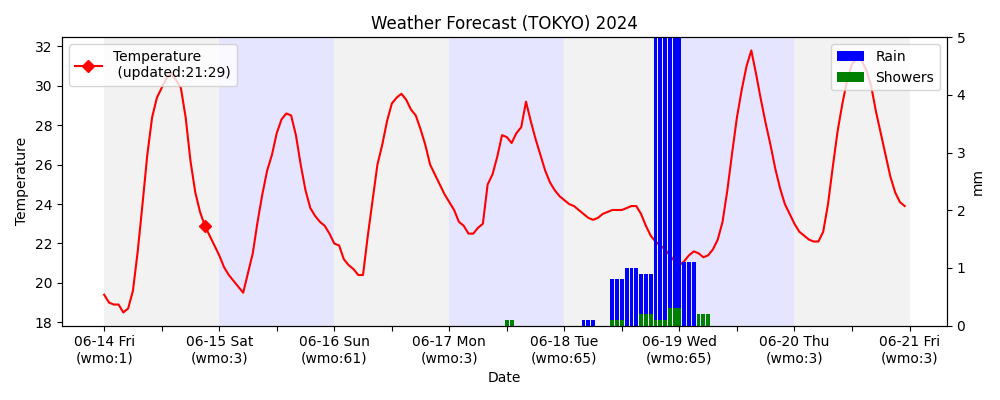 Weather Forecast (TOKYO) 2024
Temperature
(updated:21:29)
Rain
Showers
32
30
28
26
24
22
20
18
Temperature
5
4
3
2
1
0
mm
06-14 Fri
(wmo:1)
06-15 Sat
(wmo:3)
06-16 Sun
(wmo:61)
06-17 Mon
(wmo:3)
06-18 Tue
(wmo:65)
06-19 Wed
(wmo:65)
06-20 Thu
(wmo:3)
06-21 Fri
(wmo:3)
Date